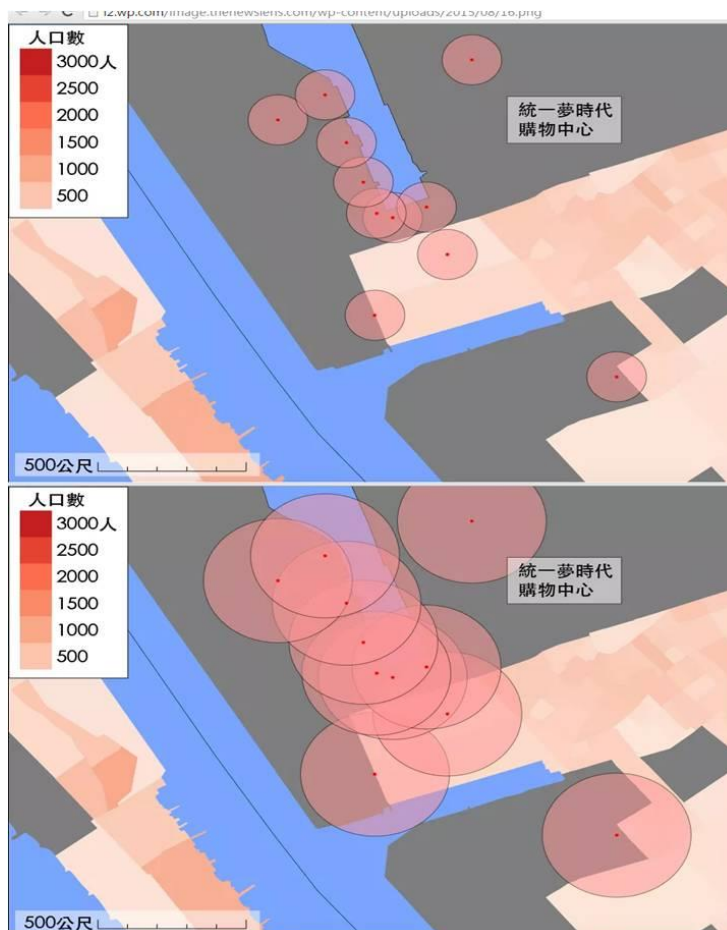 i2.wp.com/image.thenewslens.com/wp-content/uploads/2015/08/16.png
人口數
3000人
2500
2000
1500
1000
500
統一夢時代
購物中心
500公尺
人口數
3000人
2500
2000
1500
1000
500
統一夢時代
購物中心
500公尺